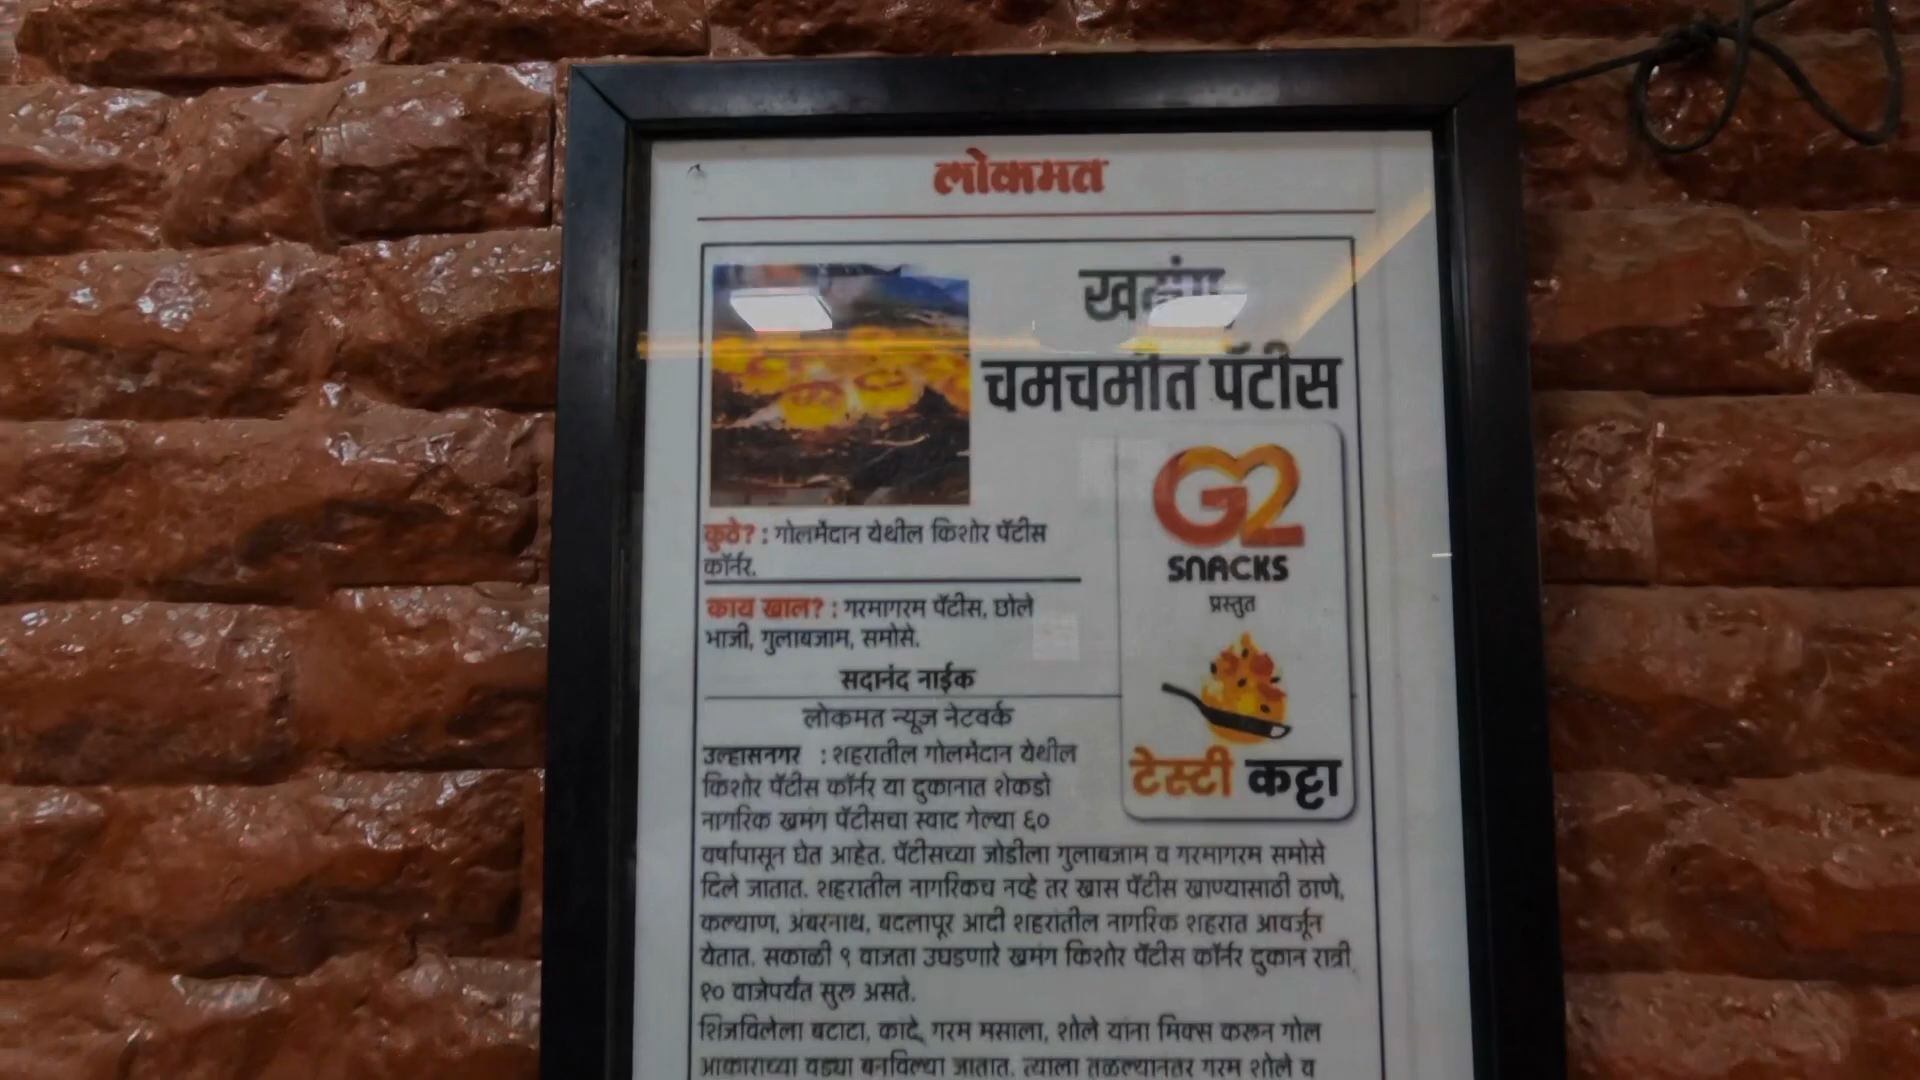 लोकमत
खमंग
चमचमीत पॅटीस
कुठे? : गोलमैदान येथील किशोर पॅटीस
कॉर्नर.
काय खाल? : गरमागरम पॅटीस, छोले
भाजी, गुलाबजाम, समोसे.
सदानंद नाईक
लोकमत न्यूज नेटवर्क
G2
SNACKS
प्रस्तुत
टेस्टी कट्टा
उल्हासनगर : शहरातील गोलमैदान येथील
किशोर पॅटीस कॉर्नर या दुकानात शेकडो
नागरिक खमंग पॅटीसचा स्वाद गेल्या ६०
वर्षांपासून घेत आहेत. पॅटीसच्या जोडीला गुलाबजाम व गरमागरम समोसे
दिले जातात. शहरातील नागरिकच नव्हे तर खास पॅटीस खाण्यासाठी ठाणे,
कल्याण, अंबरनाथ, बदलापूर आदी शहरांतील नागरिक शहरात आवर्जून
येतात. सकाळी ९ वाजता उघडणारे खमंग किशोर पॅटीस कॉर्नर दुकान रात्री
१० वाजेपर्यंत सुरु असते.
शिजविलेला बटाटा, कांदे, गरम मसाला, शोले यांना मिक्स करून गोल
आकाराच्या वड्या बनविल्या जातात. त्याला तळल्यानंतर गरम शोले व